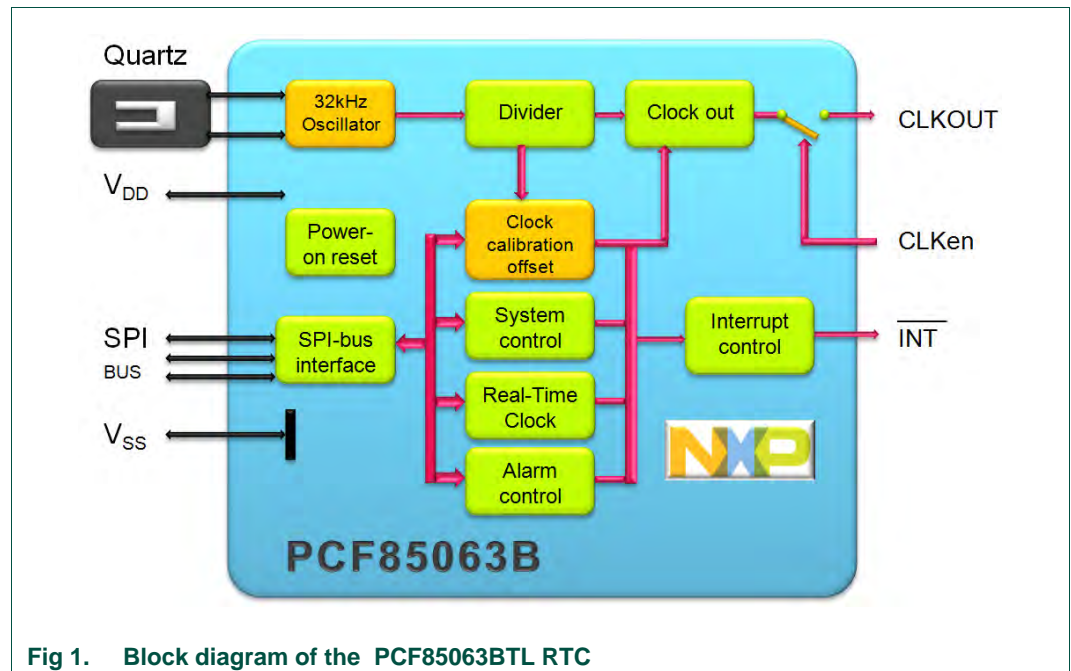 Quartz
32kHz
Oscillator
Divider
Clock out
CLKOUT
VDD
Power-
on reset
Clock
calibration
offset
CLKen
SPI
BUS
SPI-bus
interface
System
control
Interrupt
control
INT
Real-Time
Clock
VSS
Alarm
control
NXP
PCF85063B
Fig 1. Block diagram of the PCF85063BTL RTC